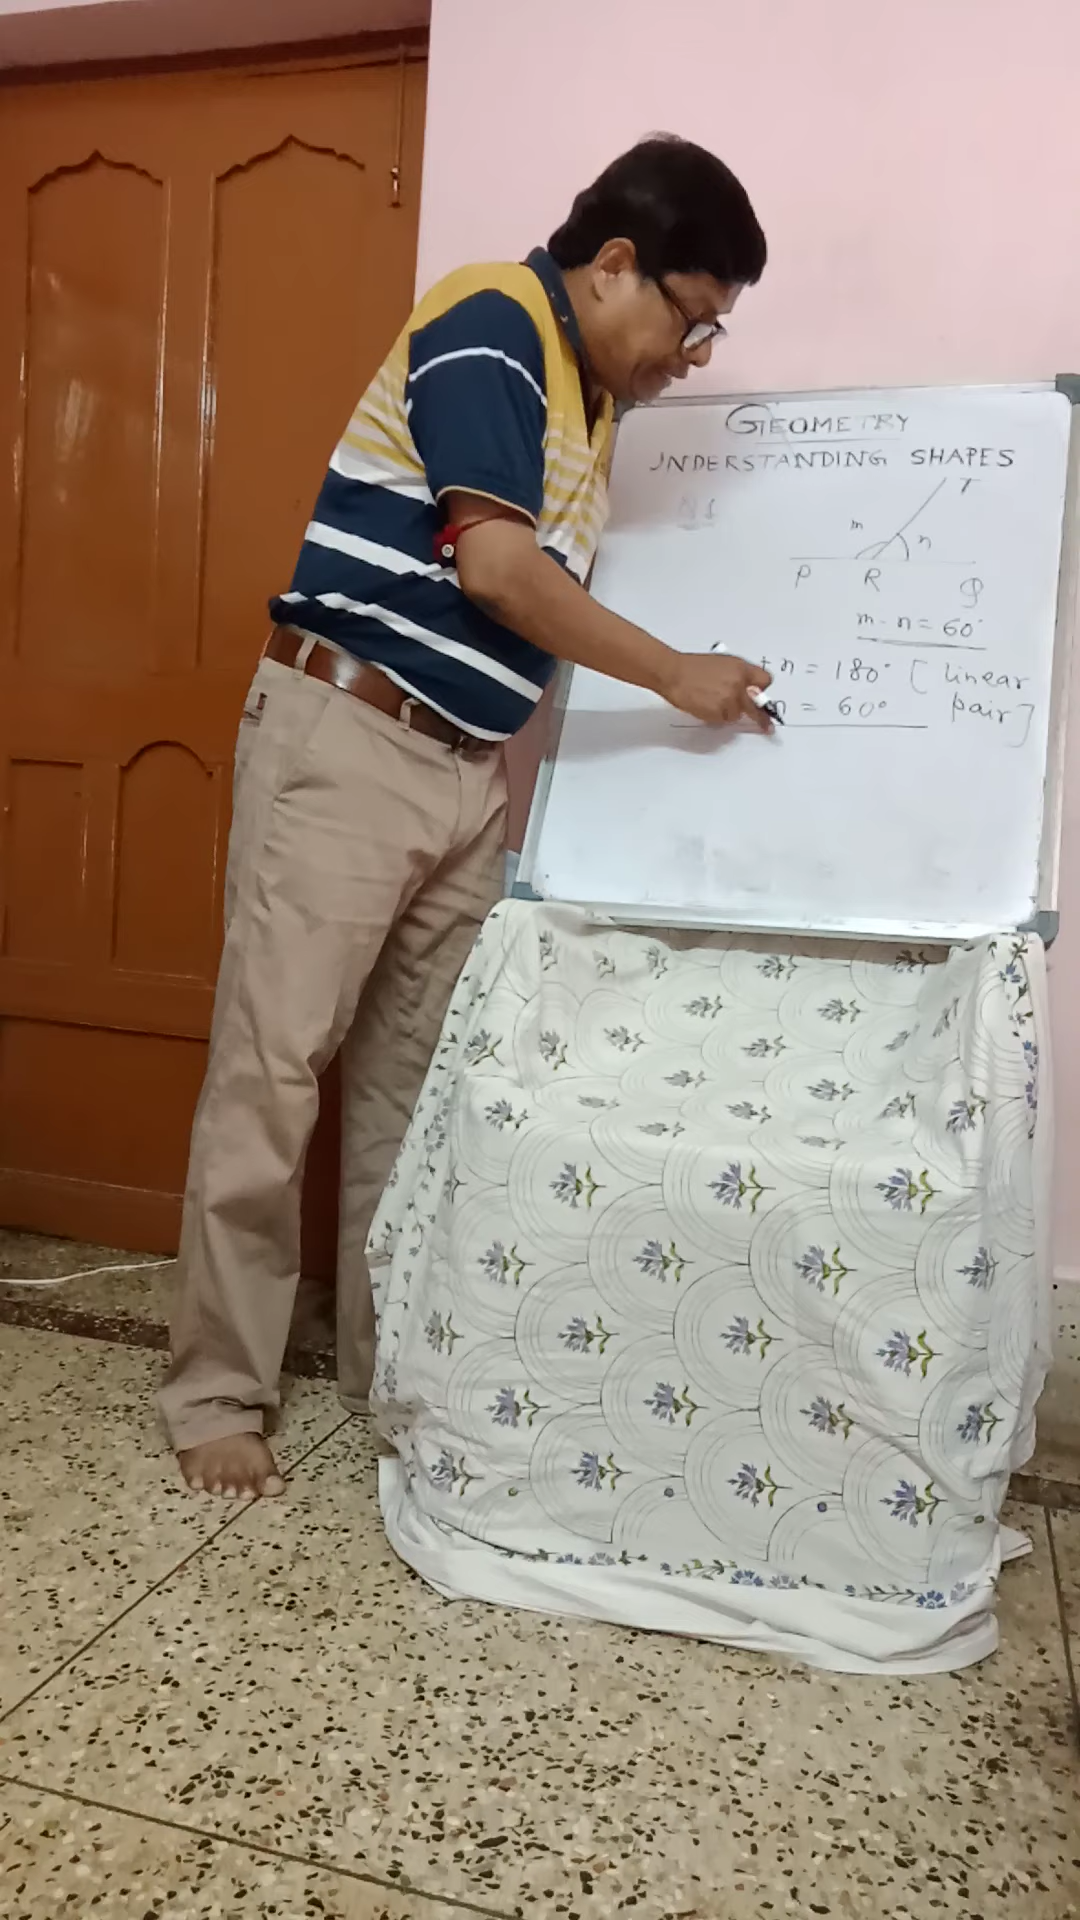 GEOMETRY
UNDERSTANDING SHAPES
T
m
n
P R Q
m - n = 60°
+ n = 180° [ linear
n = 60° pair ]